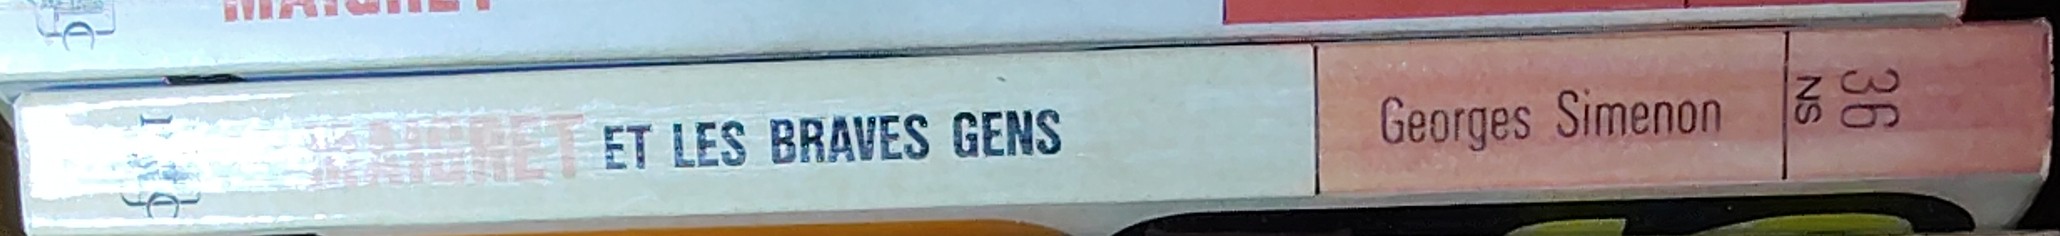 MAIGRET
MAIGRET ET LES BRAVES GENS
Georges Simenon
36
NS